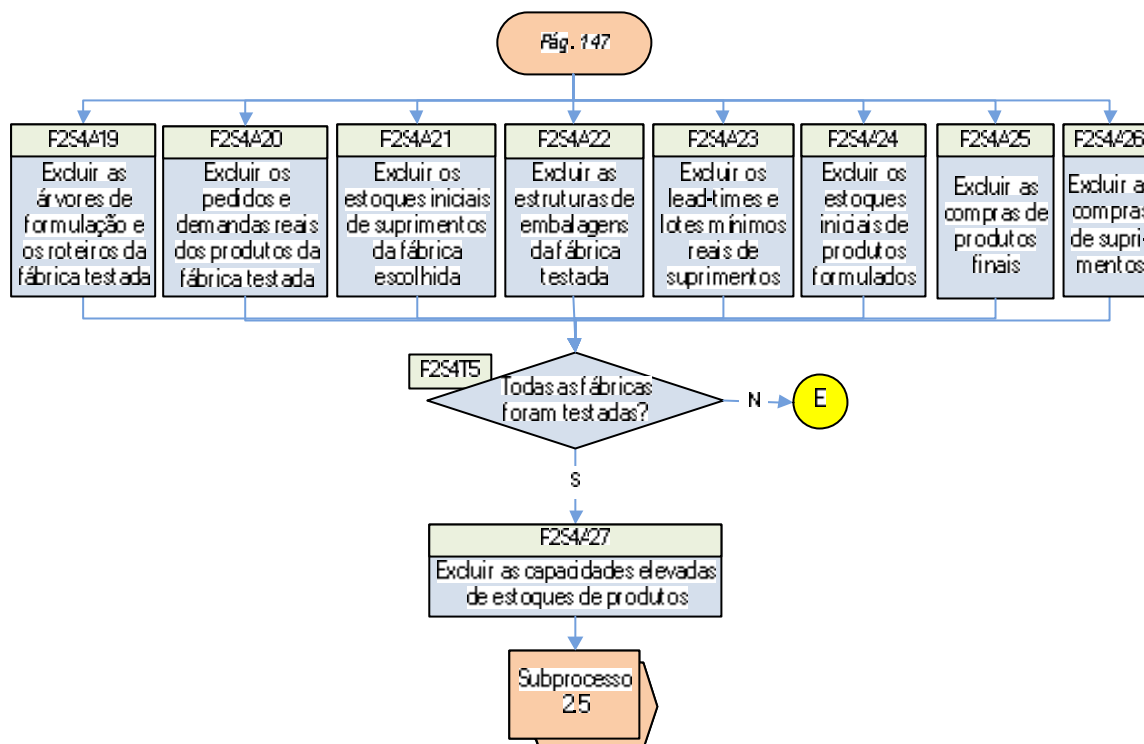 Pág. 147
F2S4A19
Excluir as
árvores de
formulação e
os roteiros da
fábrica testada
F2S4A20
Excluir os
pedidos e
demandas reais
dos produtos da
fábrica testada
F2S4A21
Excluir os
estoques iniciais
de suprimentos
da fábrica
escolhida
F2S4A22
Excluir as
estruturas de
embalagens
da fábrica
testada
F2S4A23
Excluir os
lead-times e
lotes mínimos
reais de
suprimentos
F2S4A24
Excluir os
estoques
iniciais de
produtos
formulados
F2S4A25
Excluir as
compras de
produtos
finais
F2S4A26
Excluir a
compras
de supri-
mentos
F2S4T5
Todas as fábricas
foram testadas?
N
E
S
F2S4A27
Excluir as capacidades elevadas
de estoques de produtos
Subprocesso
2.5